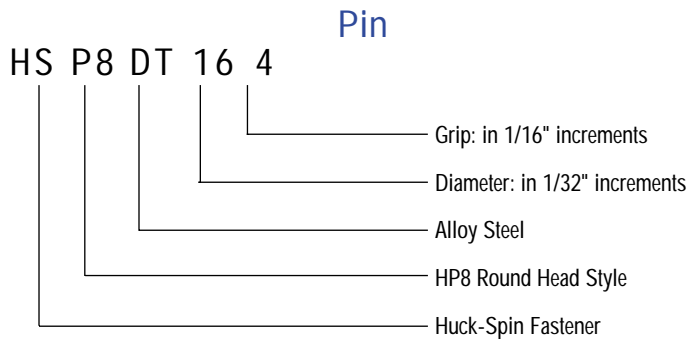 Pin
HS P8 DT 16 4
Grip: in 1/16" increments
Diameter: in 1/32" increments
Alloy Steel
HP8 Round Head Style
Huck-Spin Fastener